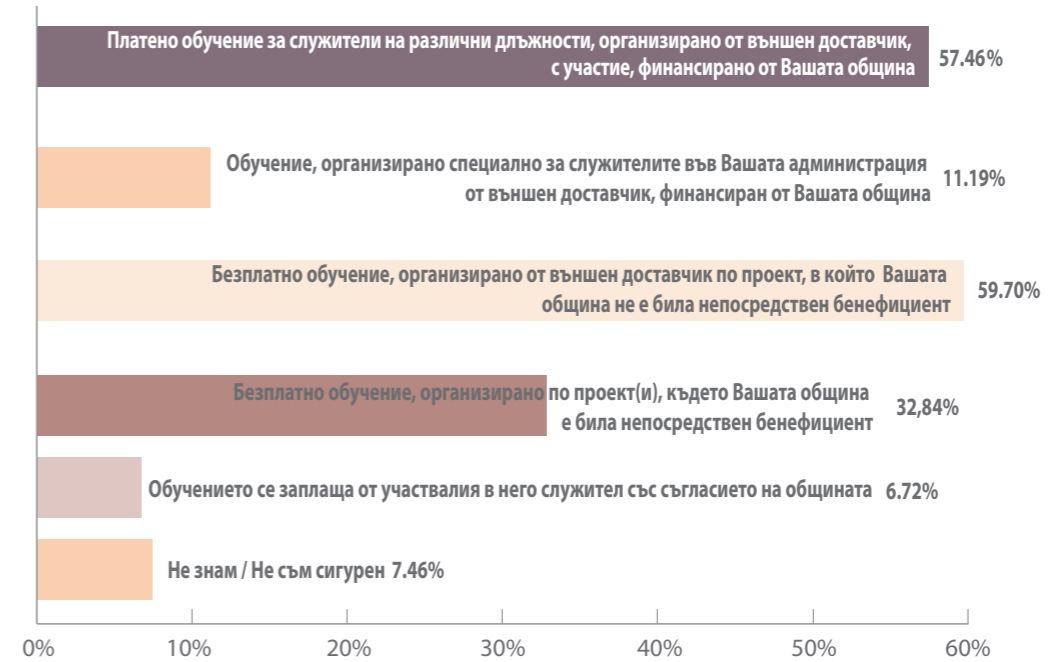 Платено обучение за служители на различни длъжности, организирано от външен доставчик,
с участие, финансирано от Вашата община
57.46%
Обучение, организирано специално за служителите във Вашата администрация
от външен доставчик, финансиран от Вашата община
11.19%
Безплатно обучение, организирано от външен доставчик по проект, в който Вашата
община не е била непосредствен бенефициент
59.70%
Безплатно обучение, организирано по проект(и), където Вашата община
е била непосредствен бенефициент
32,84%
Обучението се заплаща от участвалия в него служител със съгласието на общината 6.72%
Не знам / Не съм сигурен 7.46%
0% 10% 20% 30% 40% 50% 60%